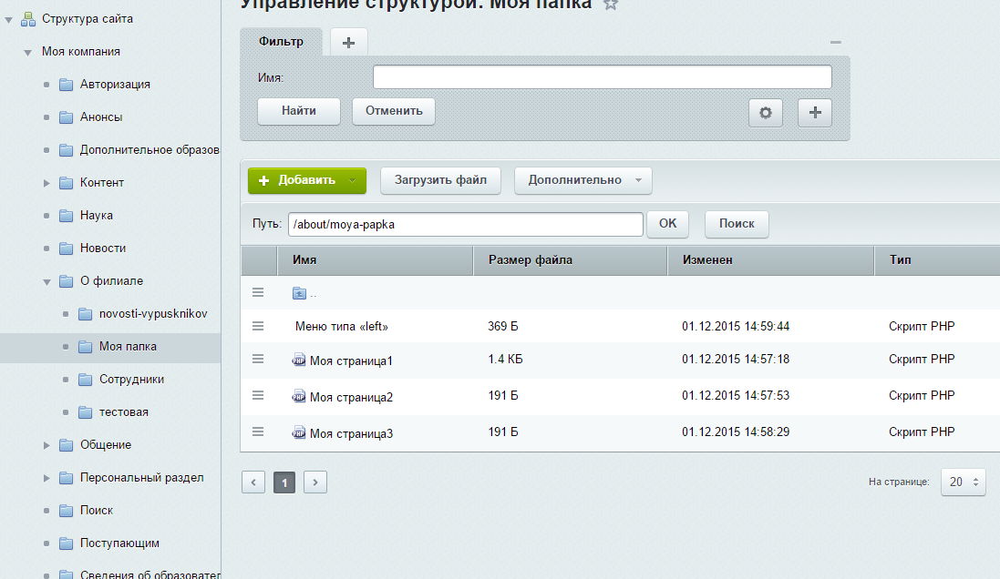 Структура сайта
Моя компания
Авторизация
Анонсы
Дополнительное образов
Контент
Наука
Новости
О филиале
novosti-vypusknikov
Моя папка
Сотрудники
тестовая
Общение
Персональный раздел
Поиск
Поступающим
Сведения об образовател
Управление структурой: Моя папка
Фильтр
Имя:
Найти Отменить
Добавить Загрузить файл Дополнительно
Путь: /about/moya-papka OK Поиск
Имя Размер файла Изменен Тип
..
Меню типа «left» 369 Б 01.12.2015 14:59:44 Скрипт PHP
PHP Моя страница1 1.4 КБ 01.12.2015 14:57:18 Скрипт PHP
PHP Моя страница2 191 Б 01.12.2015 14:57:53 Скрипт PHP
PHP Моя страница3 191 Б 01.12.2015 14:58:29 Скрипт PHP
1 На странице: 20